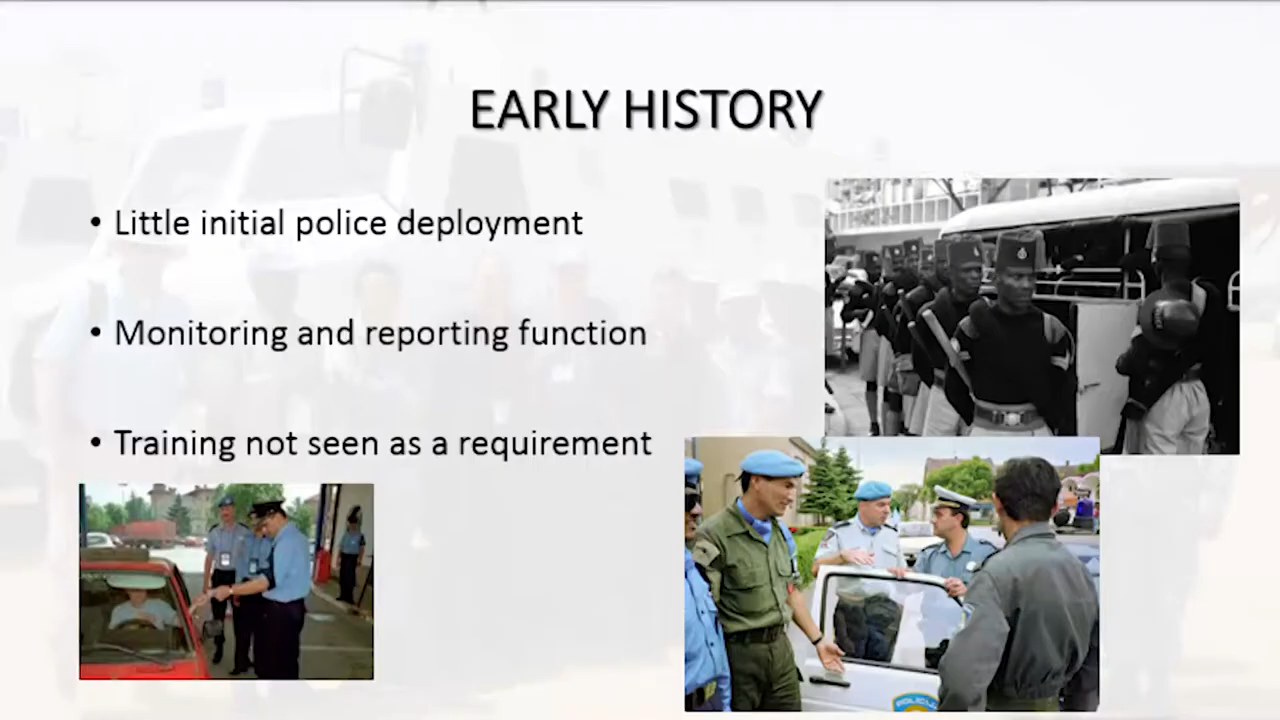 EARLY HISTORY
• Little initial police deployment
• Monitoring and reporting function
• Training not seen as a requirement